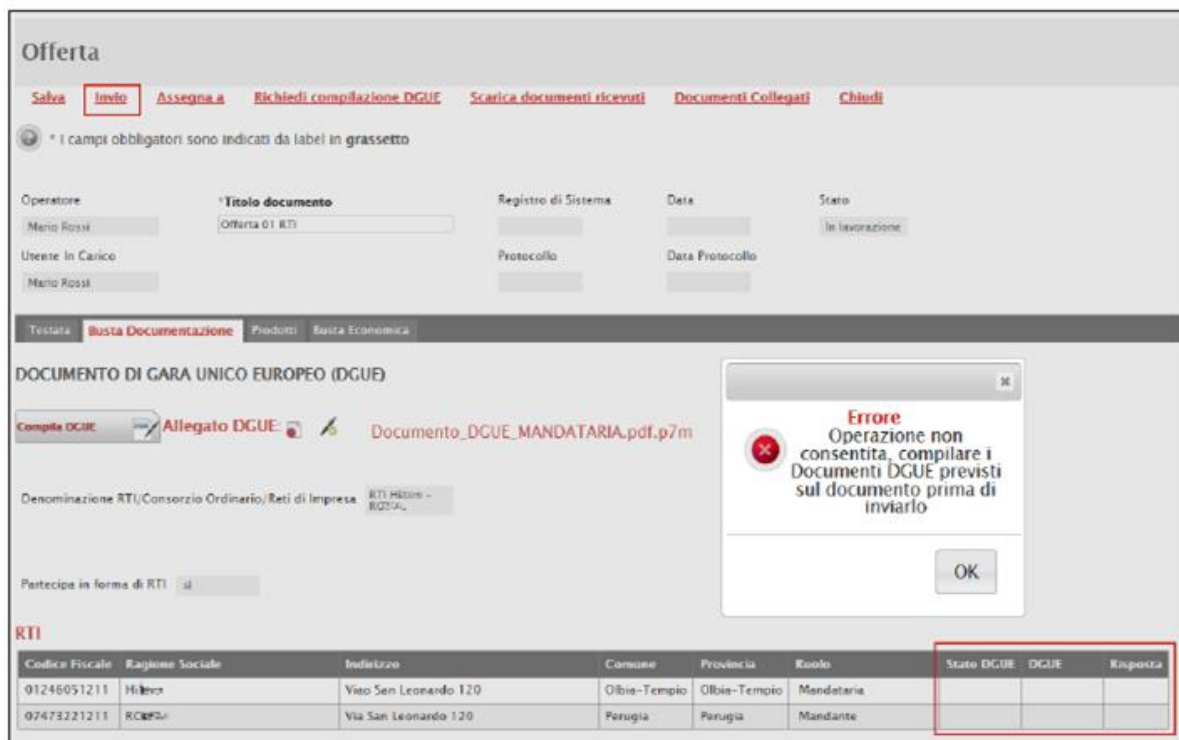 Offerta
Salva Invio Assegna a Richiedi compilazione DGUE Scarica documenti ricevuti Documenti Collegati Chiudi
* I campi obbligatori sono indicati da label in grassetto
Operatore *Titolo documento Registro di Sistema Data Stato
Mario Rossi Offerta 01 RTI In lavorazione
Utente In Carico Protocollo Data Protocollo
Mario Rossi
Testata Busta Documentazione Prodotti Busta Economica
DOCUMENTO DI GARA UNICO EUROPEO (DGUE)
Compila DGUE Allegato DGUE: Documento_DGUE_MANDATARIA.pdf.p7m
Errore
Operazione non
consentita, compilare i
Documenti DGUE previsti
sul documento prima di
inviarlo
OK
Denominazione RTI/Consorzio Ordinario/Reti di Impresa RTI
Partecipa in forma di RTI si
RTI
Codice Fiscale Ragione Sociale Indirizzo Comune Provincia Ruolo Stato DGUE DGUE Risposta
01246051211 San Leonardo 120 Olbia-Tempio Olbia-Tempio Mandataria
07473221211 Via San Leonardo 120 Perugia Perugia Mandante